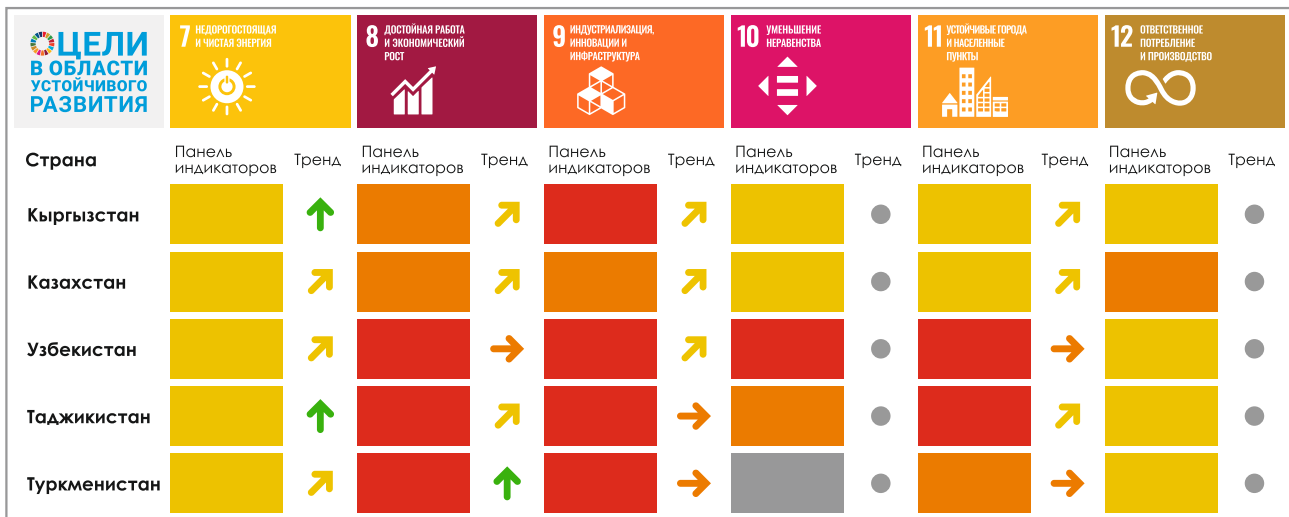 ЦЕЛИ
В ОБЛАСТИ
УСТОЙЧИВОГО
РАЗВИТИЯ
7 НЕДОРОГОСТОЯЩАЯ
И ЧИСТАЯ ЭНЕРГИЯ
8 ДОСТОЙНАЯ РАБОТА
И ЭКОНОМИЧЕСКИЙ
РОСТ
9 ИНДУСТРИАЛИЗАЦИЯ,
ИННОВАЦИИ И
ИНФРАСТРУКТУРА
10 УМЕНЬШЕНИЕ
НЕРАВЕНСТВА
11 УСТОЙЧИВЫЕ ГОРОДА
И НАСЕЛЕННЫЕ
ПУНКТЫ
12 ОТВЕТСТВЕННОЕ
ПОТРЕБЛЕНИЕ
И ПРОИЗВОДСТВО
Страна
Панель
индикаторов
Тренд
Панель
индикаторов
Тренд
Панель
индикаторов
Тренд
Панель
индикаторов
Тренд
Панель
индикаторов
Тренд
Панель
индикаторов
Тренд
Кыргызстан
Казахстан
Узбекистан
Таджикистан
Туркменистан